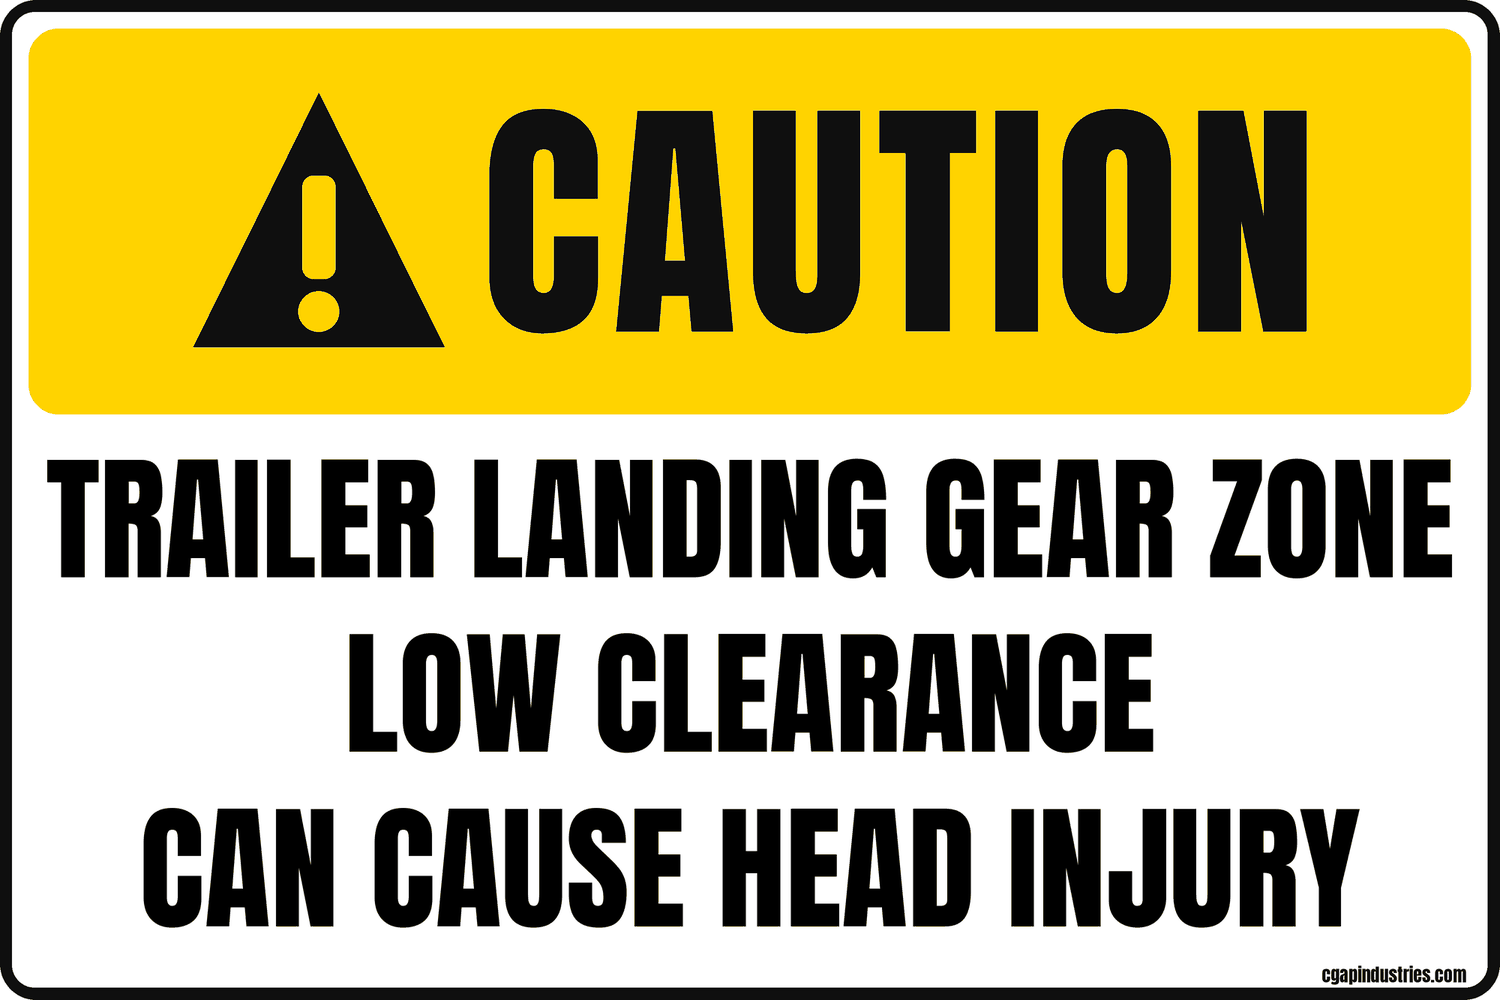 CAUTION
TRAILER LANDING GEAR ZONE
LOW CLEARANCE
CAN CAUSE HEAD INJURY
cgapindustries.com